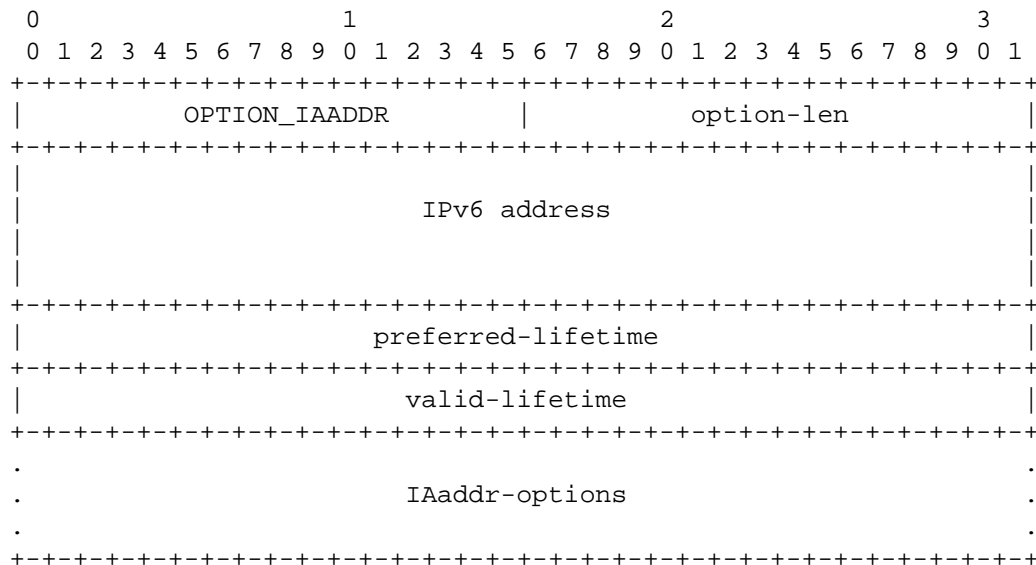 0                   1                   2                   3
 0 1 2 3 4 5 6 7 8 9 0 1 2 3 4 5 6 7 8 9 0 1 2 3 4 5 6 7 8 9 0 1
+-+-+-+-+-+-+-+-+-+-+-+-+-+-+-+-+-+-+-+-+-+-+-+-+-+-+-+-+-+-+-+-+
|          OPTION_IAADDR        |          option-len           |
+-+-+-+-+-+-+-+-+-+-+-+-+-+-+-+-+-+-+-+-+-+-+-+-+-+-+-+-+-+-+-+-+
|                                                               |
|                         IPv6 address                          |
|                                                               |
|                                                               |
+-+-+-+-+-+-+-+-+-+-+-+-+-+-+-+-+-+-+-+-+-+-+-+-+-+-+-+-+-+-+-+-+
|                      preferred-lifetime                       |
+-+-+-+-+-+-+-+-+-+-+-+-+-+-+-+-+-+-+-+-+-+-+-+-+-+-+-+-+-+-+-+-+
|                        valid-lifetime                         |
+-+-+-+-+-+-+-+-+-+-+-+-+-+-+-+-+-+-+-+-+-+-+-+-+-+-+-+-+-+-+-+-+
.                                                               .
.                        IAaddr-options                         .
.                                                               .
+-+-+-+-+-+-+-+-+-+-+-+-+-+-+-+-+-+-+-+-+-+-+-+-+-+-+-+-+-+-+-+-+